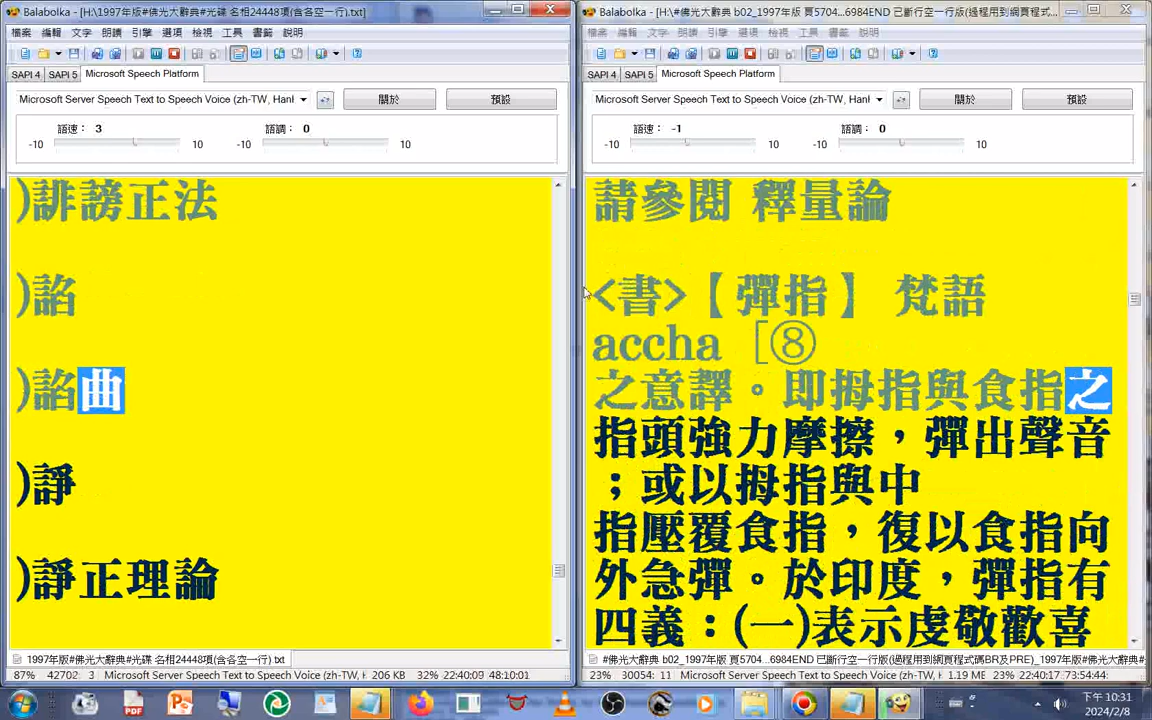 Balabolka - [H:\1997年版#佛光大辭典#光碟 名相24448項(含各空一行).txt]
檔案 編輯 文字 朗讀 引擎 選項 檢視 工具 書籤 說明
SAPI 4 SAPI 5 Microsoft Speech Platform
Microsoft Server Speech Text to Speech Voice (zh-TW, Hanl
關於
預設
語速： 3
語調： 0
-10 10 -10 10
)誹謗正法
)諂
)諂曲
)諍
)諍正理論
1997年版#佛光大辭典#光碟 名相24448項(含各空一行).txt
87% 42702: 3 Microsoft Server Speech Text to Speech Voice (zh-TW, H 206 KB 32% 22:40:09 48:10:01
Balabolka - [H:\#佛光大辭典 b02_1997年版 頁5704...6984END 已斷行空一行版(過程用到網頁程式...
檔案 編輯 文字 朗讀 引擎 選項 檢視 工具 書籤 說明
SAPI 4 SAPI 5 Microsoft Speech Platform
Microsoft Server Speech Text to Speech Voice (zh-TW, Hanl
關於
預設
語速： -1
語調： 0
-10 10 -10 10
請參閱 釋量論
<書>【彈指】 梵語
accha [⑧
之意譯。即拇指與食指之
指頭強力摩擦，彈出聲音
；或以拇指與中
指壓覆食指，復以食指向
外急彈。於印度，彈指有
四義：(一)表示虔敬歡喜
#佛光大辭典 b02_1997年版 頁5704...6984END 已斷行空一行版(過程用到網頁程式碼BR及PRE)_1997年版#
23% 30054: 11 Microsoft Server Speech Text to Speech Voice (zh-TW, H 1.19 MB 23% 22:40:17 73:54:44
PDF
下午 10:31
2024/2/8